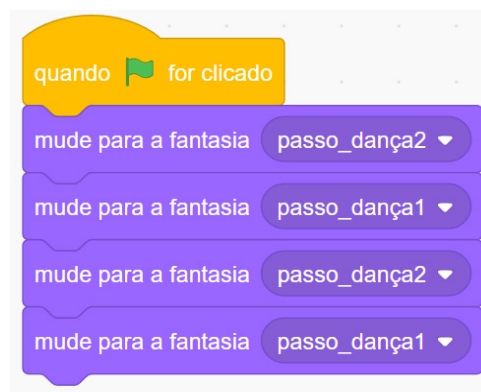 quando for clicado
mude para a fantasia passo_dança2
mude para a fantasia passo_dança1
mude para a fantasia passo_dança2
mude para a fantasia passo_dança1